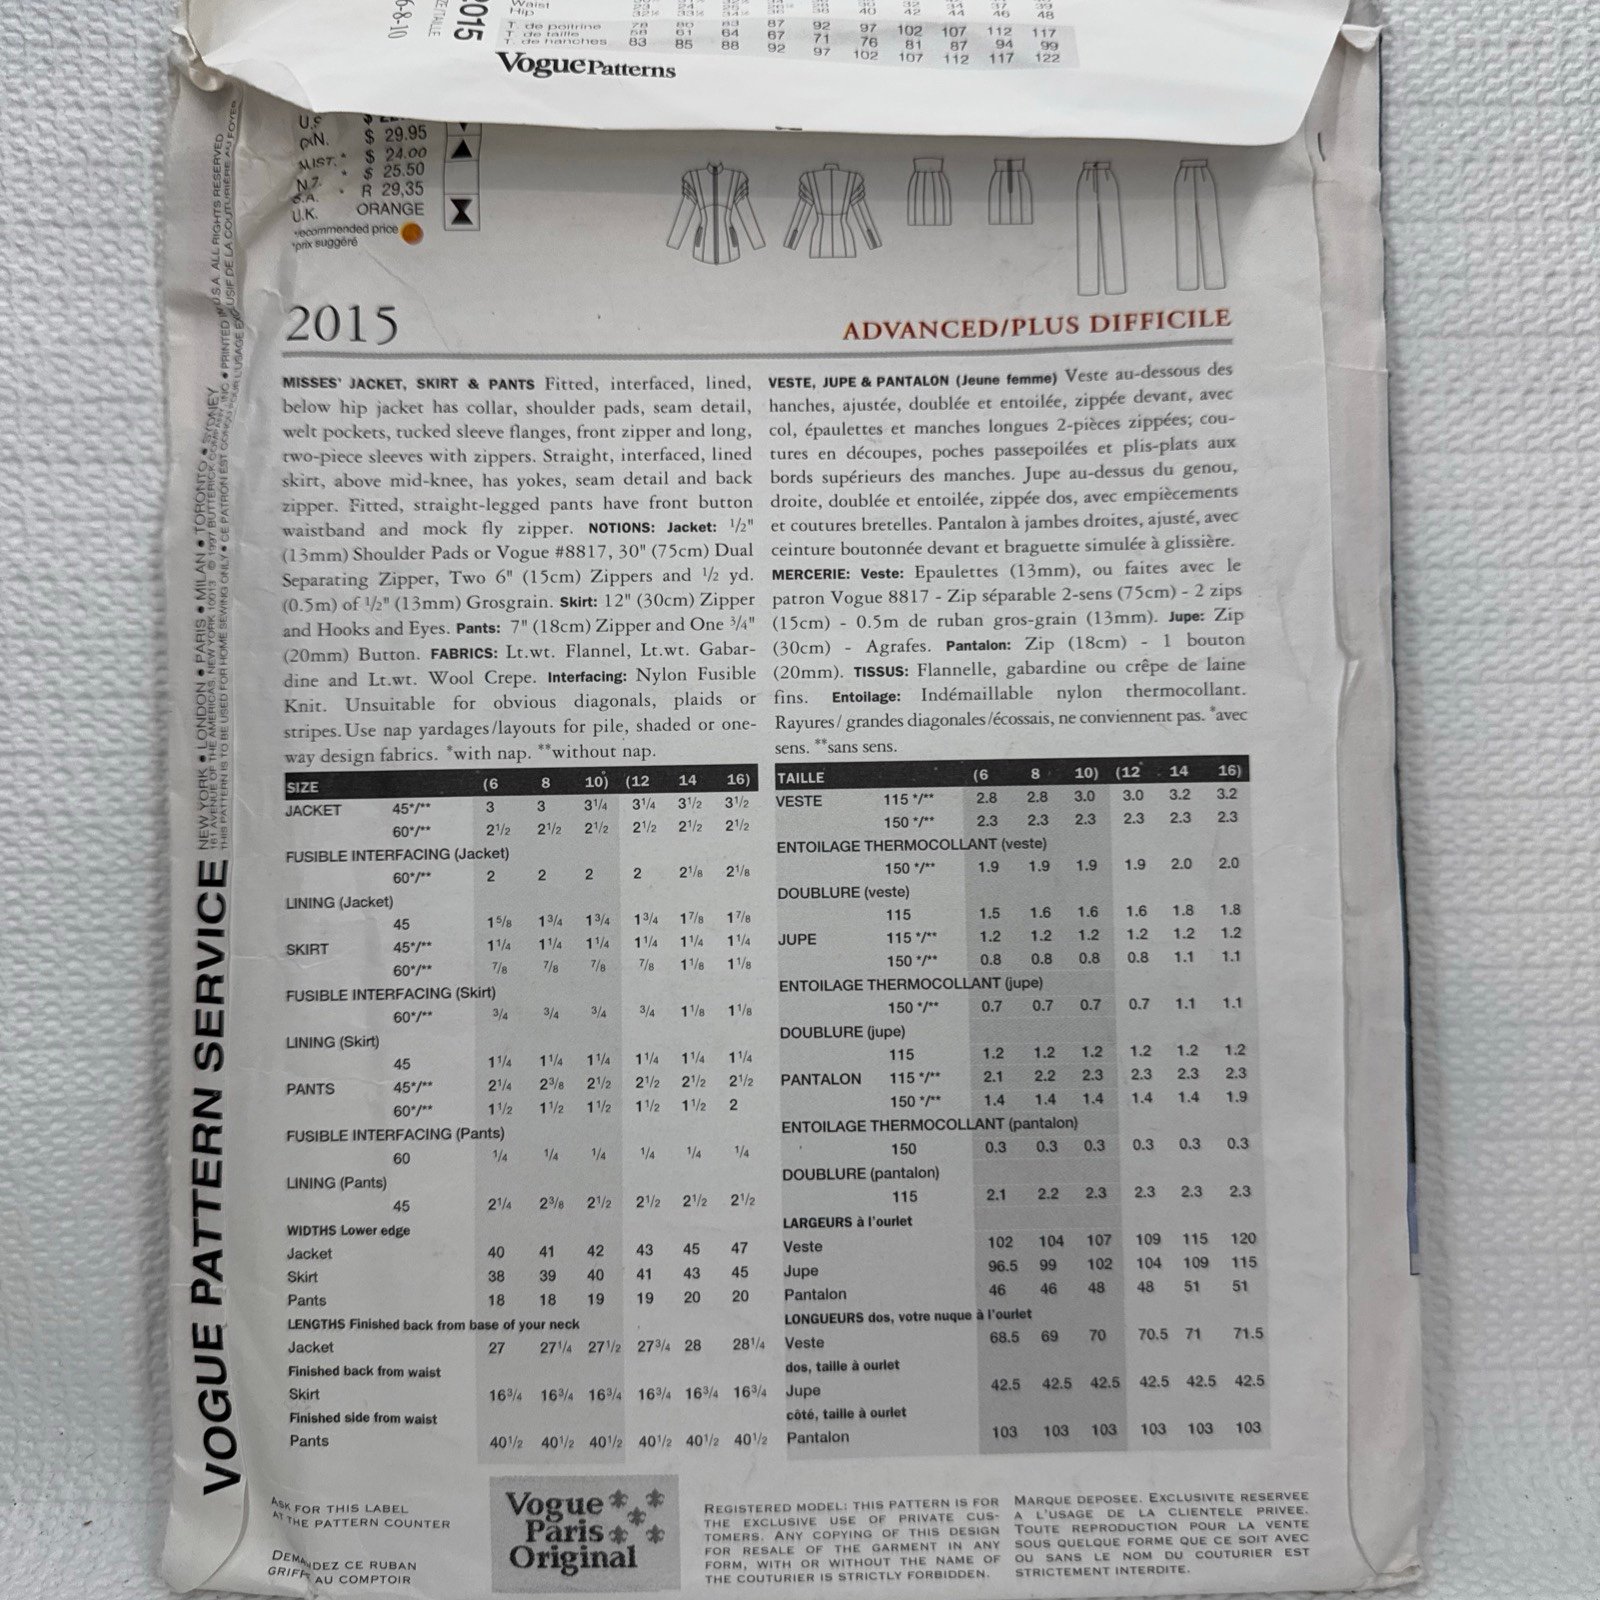 6-8-10
2015
Waist
Hip
T. de poitrine 78 80 83 87 92 97 102 107 112 117
T. de taille 58 61 64 67 71 76 81 87 94 99
T. de hanches 83 85 88 92 97 102 107 112 117 122
Vogue Patterns
$ 29.95
$ 24.00
$ 25.50
S.A. R 29,35
U.K. ORANGE
*recommended price
*prix suggéré
2015
ADVANCED/PLUS DIFFICILE
MISSES' JACKET, SKIRT & PANTS Fitted, interfaced, lined,
below hip jacket has collar, shoulder pads, seam detail,
welt pockets, tucked sleeve flanges, front zipper and long,
two-piece sleeves with zippers. Straight, interfaced, lined
skirt, above mid-knee, has yokes, seam detail and back
zipper. Fitted, straight-legged pants have front button
waistband and mock fly zipper. NOTIONS: Jacket: 1/2"
(13mm) Shoulder Pads or Vogue #8817, 30" (75cm) Dual
Separating Zipper, Two 6" (15cm) Zippers and 1/2 yd.
(0.5m) of 1/2" (13mm) Grosgrain. Skirt: 12" (30cm) Zipper
and Hooks and Eyes. Pants: 7" (18cm) Zipper and One 3/4"
(20mm) Button. FABRICS: Lt.wt. Flannel, Lt.wt. Gabar-
dine and Lt.wt. Wool Crepe. Interfacing: Nylon Fusible
Knit. Unsuitable for obvious diagonals, plaids or
stripes. Use nap yardages/layouts for pile, shaded or one-
way design fabrics. *with nap. **without nap.
VESTE, JUPE & PANTALON (Jeune femme) Veste au-dessous des
hanches, ajustée, doublée et entoilée, zippée devant, avec
col, épaulettes et manches longues 2-pièces zippées; cou-
tures en découpes, poches passepoilées et plis-plats aux
bords supérieurs des manches. Jupe au-dessus du genou,
droite, doublée et entoilée, zippée dos, avec empiècements
et coutures bretelles. Pantalon à jambes droites, ajusté, avec
ceinture boutonnée devant et braguette simulée à glissière.
MERCERIE: Veste: Epaulettes (13mm), ou faites avec le
patron Vogue 8817 - Zip séparable 2-sens (75cm) - 2 zips
(15cm) - 0.5m de ruban gros-grain (13mm). Jupe: Zip
(30cm) - Agrafes. Pantalon: Zip (18cm) - 1 bouton
(20mm). TISSUS: Flannelle, gabardine ou crêpe de laine
fins. Entoilage: Indémaillable nylon thermocollant.
Rayures/ grandes diagonales/écossais, ne conviennent pas. *avec
sens. **sans sens.
SIZE (6 8 10) (12 14 16)
JACKET 45*/** 3 3 3 1/4 3 1/4 3 1/2 3 1/2
60*/** 2 1/2 2 1/2 2 1/2 2 1/2 2 1/2 2 1/2
FUSIBLE INTERFACING (Jacket)
60*/** 2 2 2 2 2 1/8 2 1/8
LINING (Jacket)
45 1 5/8 1 3/4 1 3/4 1 3/4 1 7/8 1 7/8
SKIRT 45*/** 1 1/4 1 1/4 1 1/4 1 1/4 1 1/4 1 1/4
60*/** 7/8 7/8 7/8 7/8 1 1/8 1 1/8
FUSIBLE INTERFACING (Skirt)
60*/** 3/4 3/4 3/4 3/4 1 1/8 1 1/8
LINING (Skirt)
45 1 1/4 1 1/4 1 1/4 1 1/4 1 1/4 1 1/4
PANTS 45*/** 2 1/4 2 3/8 2 1/2 2 1/2 2 1/2 2 1/2
60*/** 1 1/2 1 1/2 1 1/2 1 1/2 1 1/2 2
FUSIBLE INTERFACING (Pants)
60 1/4 1/4 1/4 1/4 1/4 1/4
LINING (Pants)
45 2 1/4 2 3/8 2 1/2 2 1/2 2 1/2 2 1/2
WIDTHS Lower edge
Jacket 40 41 42 43 45 47
Skirt 38 39 40 41 43 45
Pants 18 18 19 19 20 20
LENGTHS Finished back from base of your neck
Jacket 27 27 1/4 27 1/2 27 3/4 28 28 1/4
Finished back from waist
Skirt 16 3/4 16 3/4 16 3/4 16 3/4 16 3/4 16 3/4
Finished side from waist
Pants 40 1/2 40 1/2 40 1/2 40 1/2 40 1/2 40 1/2
TAILLE (6 8 10) (12 14 16)
VESTE 115 */** 2.8 2.8 3.0 3.0 3.2 3.2
150 */** 2.3 2.3 2.3 2.3 2.3 2.3
ENTOILAGE THERMOCOLLANT (veste)
150 */** 1.9 1.9 1.9 1.9 2.0 2.0
DOUBLURE (veste)
115 1.5 1.6 1.6 1.6 1.8 1.8
JUPE 115 */** 1.2 1.2 1.2 1.2 1.2 1.2
150 */** 0.8 0.8 0.8 0.8 1.1 1.1
ENTOILAGE THERMOCOLLANT (jupe)
150 */** 0.7 0.7 0.7 0.7 1.1 1.1
DOUBLURE (jupe)
115 1.2 1.2 1.2 1.2 1.2 1.2
PANTALON 115 */** 2.1 2.2 2.3 2.3 2.3 2.3
150 */** 1.4 1.4 1.4 1.4 1.4 1.9
ENTOILAGE THERMOCOLLANT (pantalon)
150 0.3 0.3 0.3 0.3 0.3 0.3
DOUBLURE (pantalon)
115 2.1 2.2 2.3 2.3 2.3 2.3
LARGEURS à l'ourlet
Veste 102 104 107 109 115 120
Jupe 96.5 99 102 104 109 115
Pantalon 46 46 48 48 51 51
LONGUEURS dos, votre nuque à l'ourlet
Veste 68.5 69 70 70.5 71 71.5
dos, taille à ourlet
Jupe 42.5 42.5 42.5 42.5 42.5 42.5
côté, taille à ourlet
Pantalon 103 103 103 103 103 103
VOGUE PATTERN SERVICE
NEW YORK • LONDON • PARIS • MILAN • TORONTO • SYDNEY
ASK FOR THIS LABEL
AT THE PATTERN COUNTER
DEMANDEZ CE RUBAN
GRIFFE AU COMPTOIR
Vogue
Paris
Original
REGISTERED MODEL: THIS PATTERN IS FOR
THE EXCLUSIVE USE OF PRIVATE CUS-
TOMERS. ANY COPYING OF THIS DESIGN
FOR RESALE OF THE GARMENT IN ANY
FORM, WITH OR WITHOUT THE NAME OF
THE COUTURIER IS STRICTLY FORBIDDEN.
MARQUE DEPOSEE. EXCLUSIVITE RESERVEE
A L'USAGE DE LA CLIENTELE PRIVEE.
TOUTE REPRODUCTION POUR LA VENTE
SOUS QUELQUE FORME QUE CE SOIT AVEC
OU SANS LE NOM DU COUTURIER EST
STRICTEMENT INTERDITE.